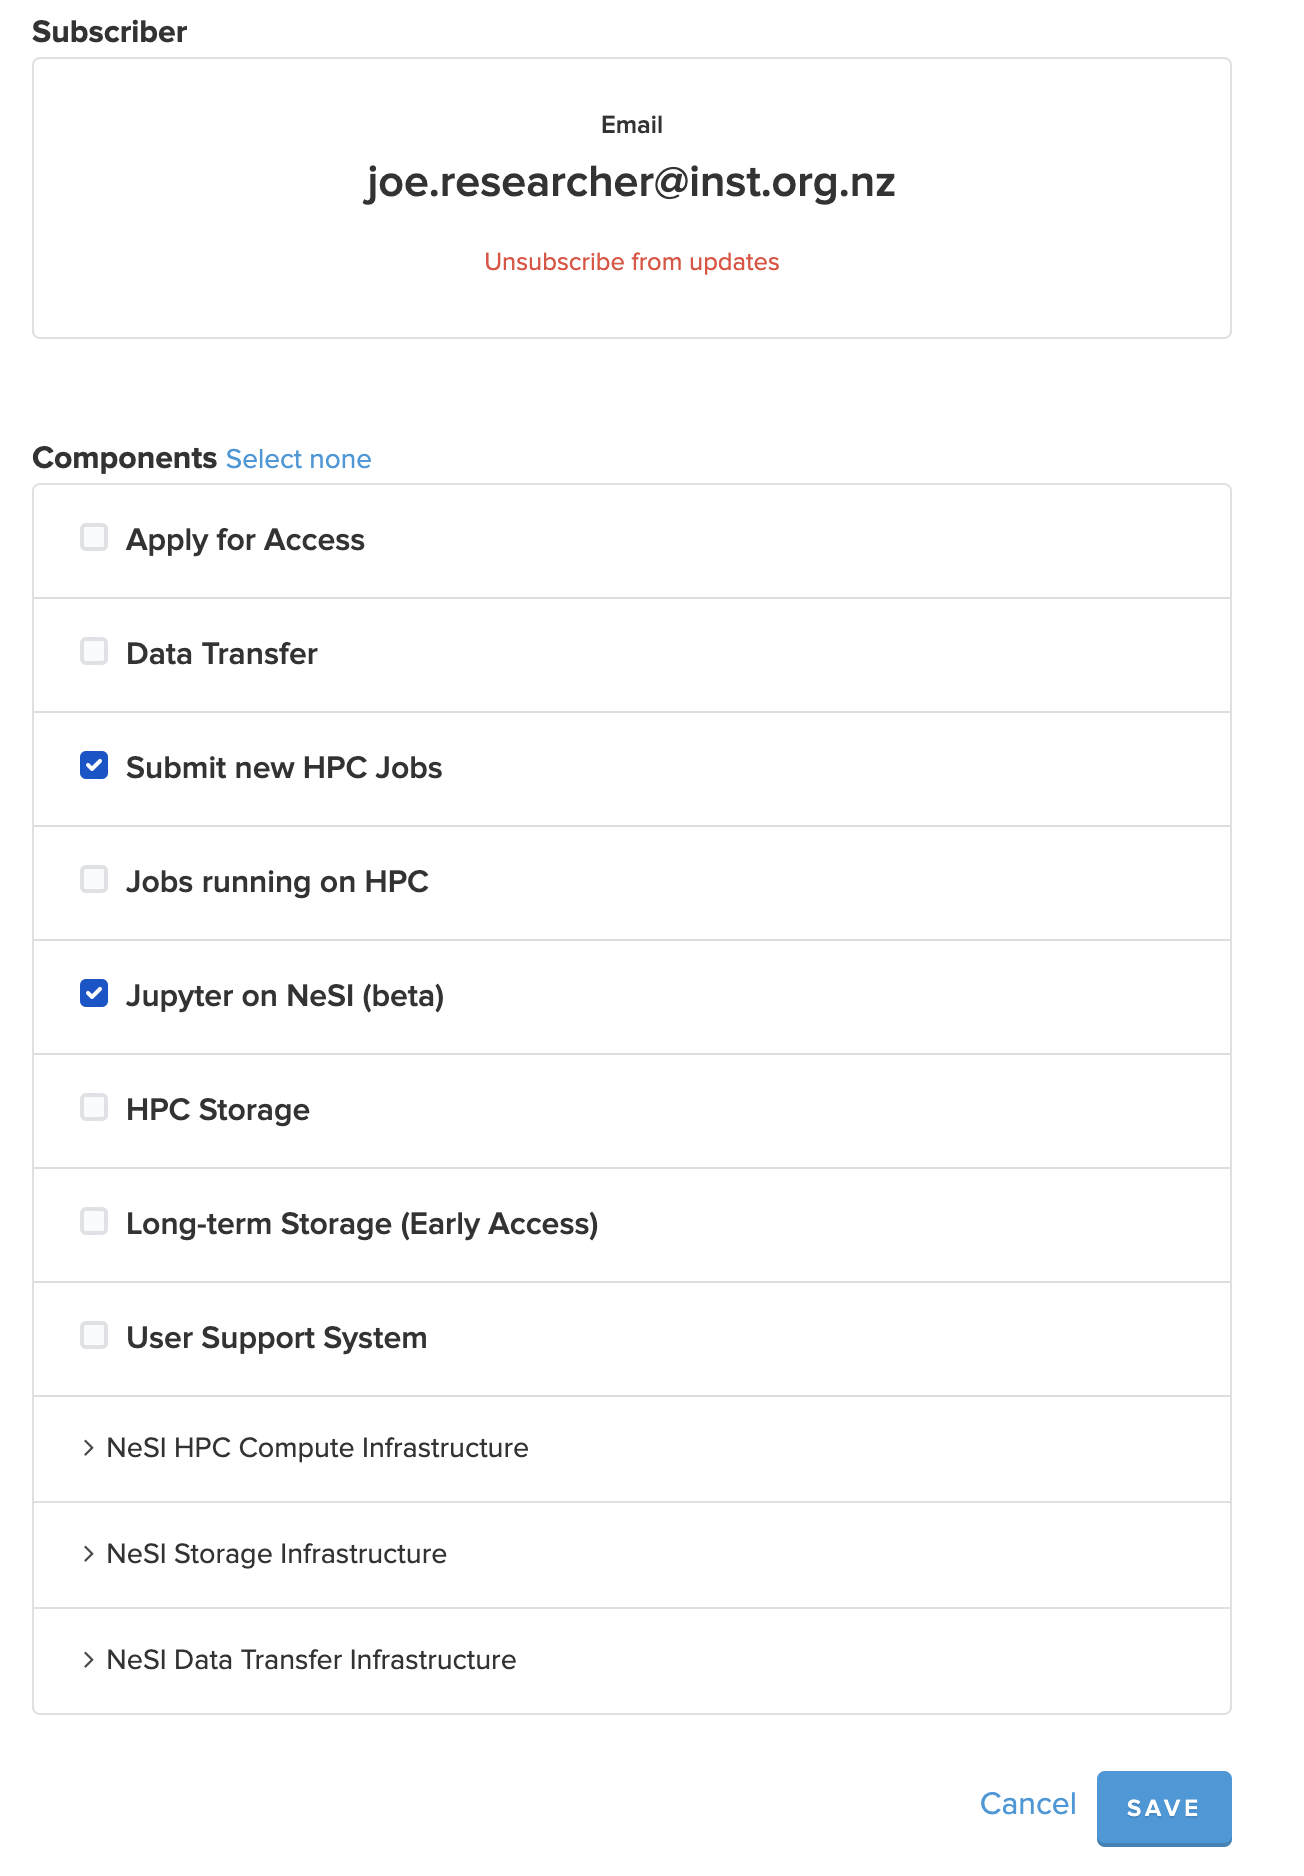 Subscriber
Email
joe.researcher@inst.org.nz
Unsubscribe from updates
Components Select none
Apply for Access
Data Transfer
Submit new HPC Jobs
Jobs running on HPC
Jupyter on NeSI (beta)
HPC Storage
Long-term Storage (Early Access)
User Support System
NeSI HPC Compute Infrastructure
NeSI Storage Infrastructure
NeSI Data Transfer Infrastructure
Cancel SAVE